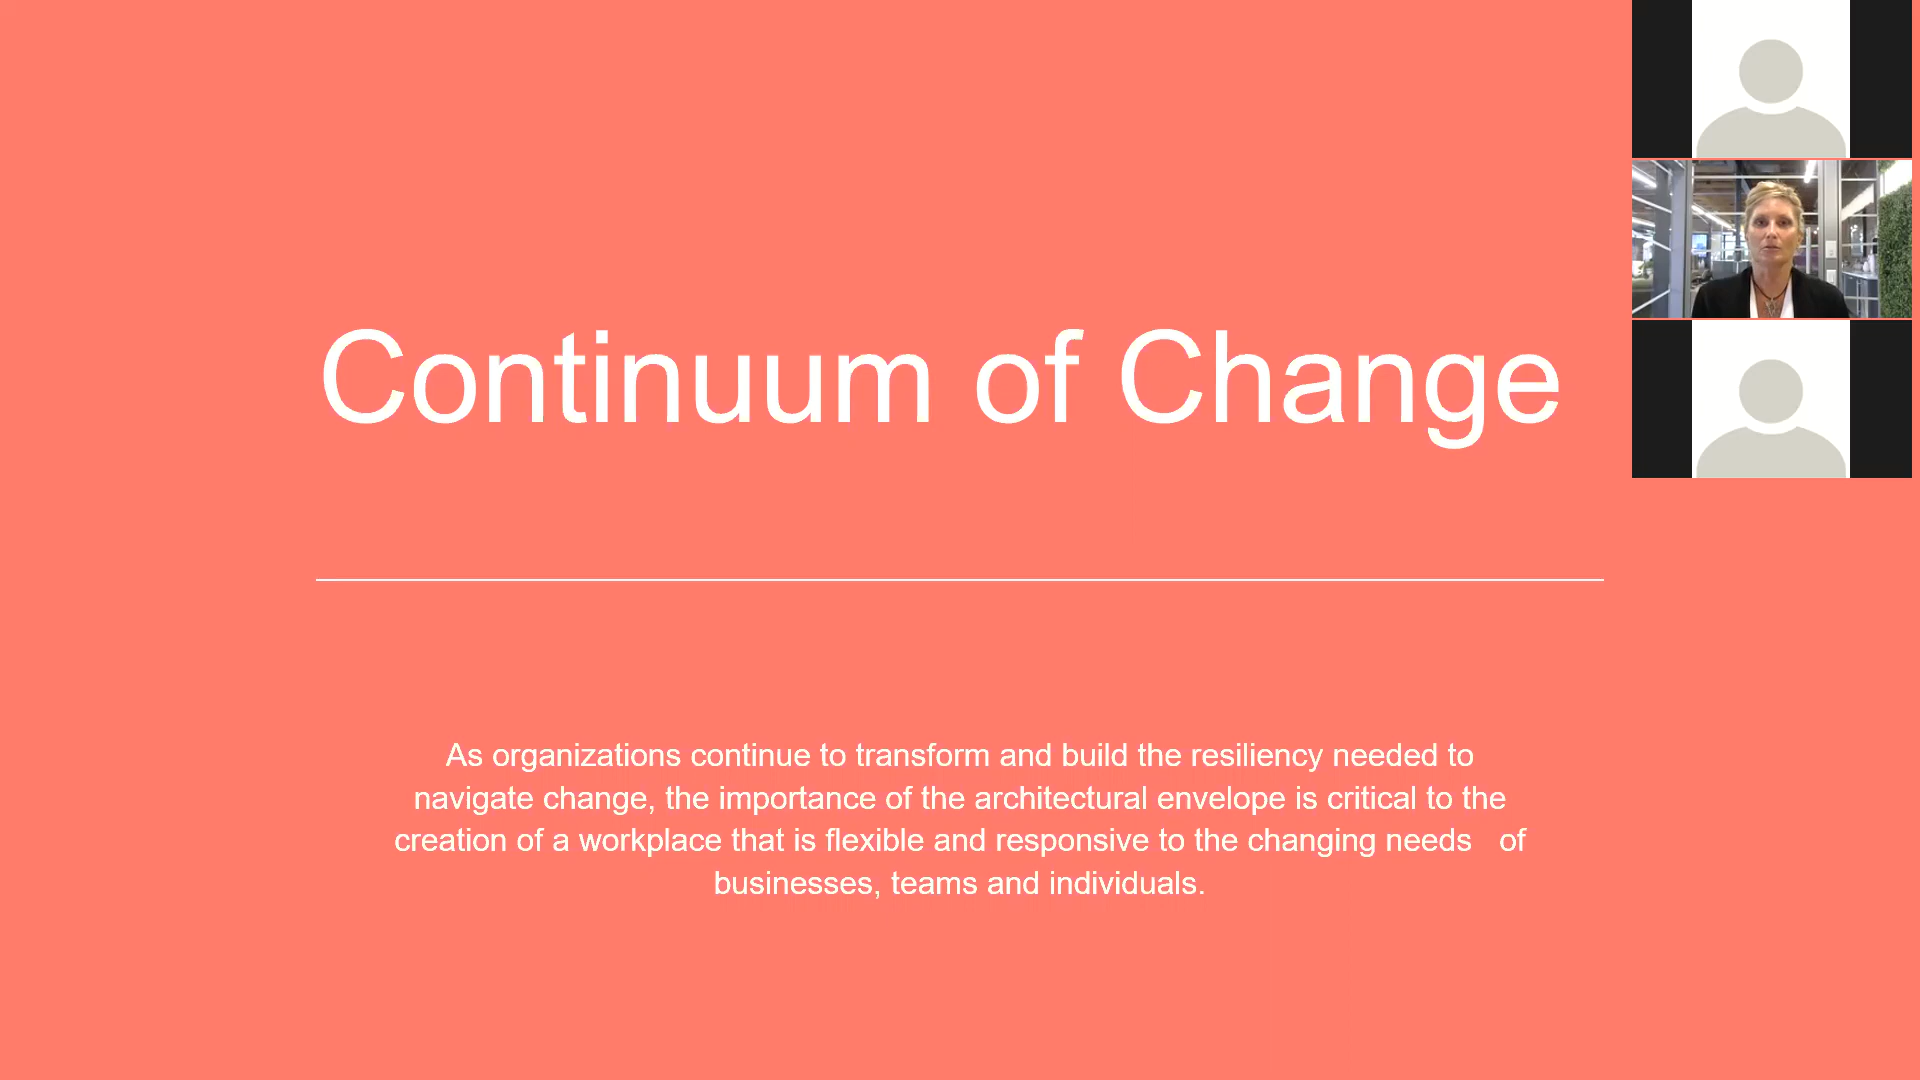 Continuum of Change
As organizations continue to transform and build the resiliency needed to
navigate change, the importance of the architectural envelope is critical to the
creation of a workplace that is flexible and responsive to the changing needs   of
businesses, teams and individuals.